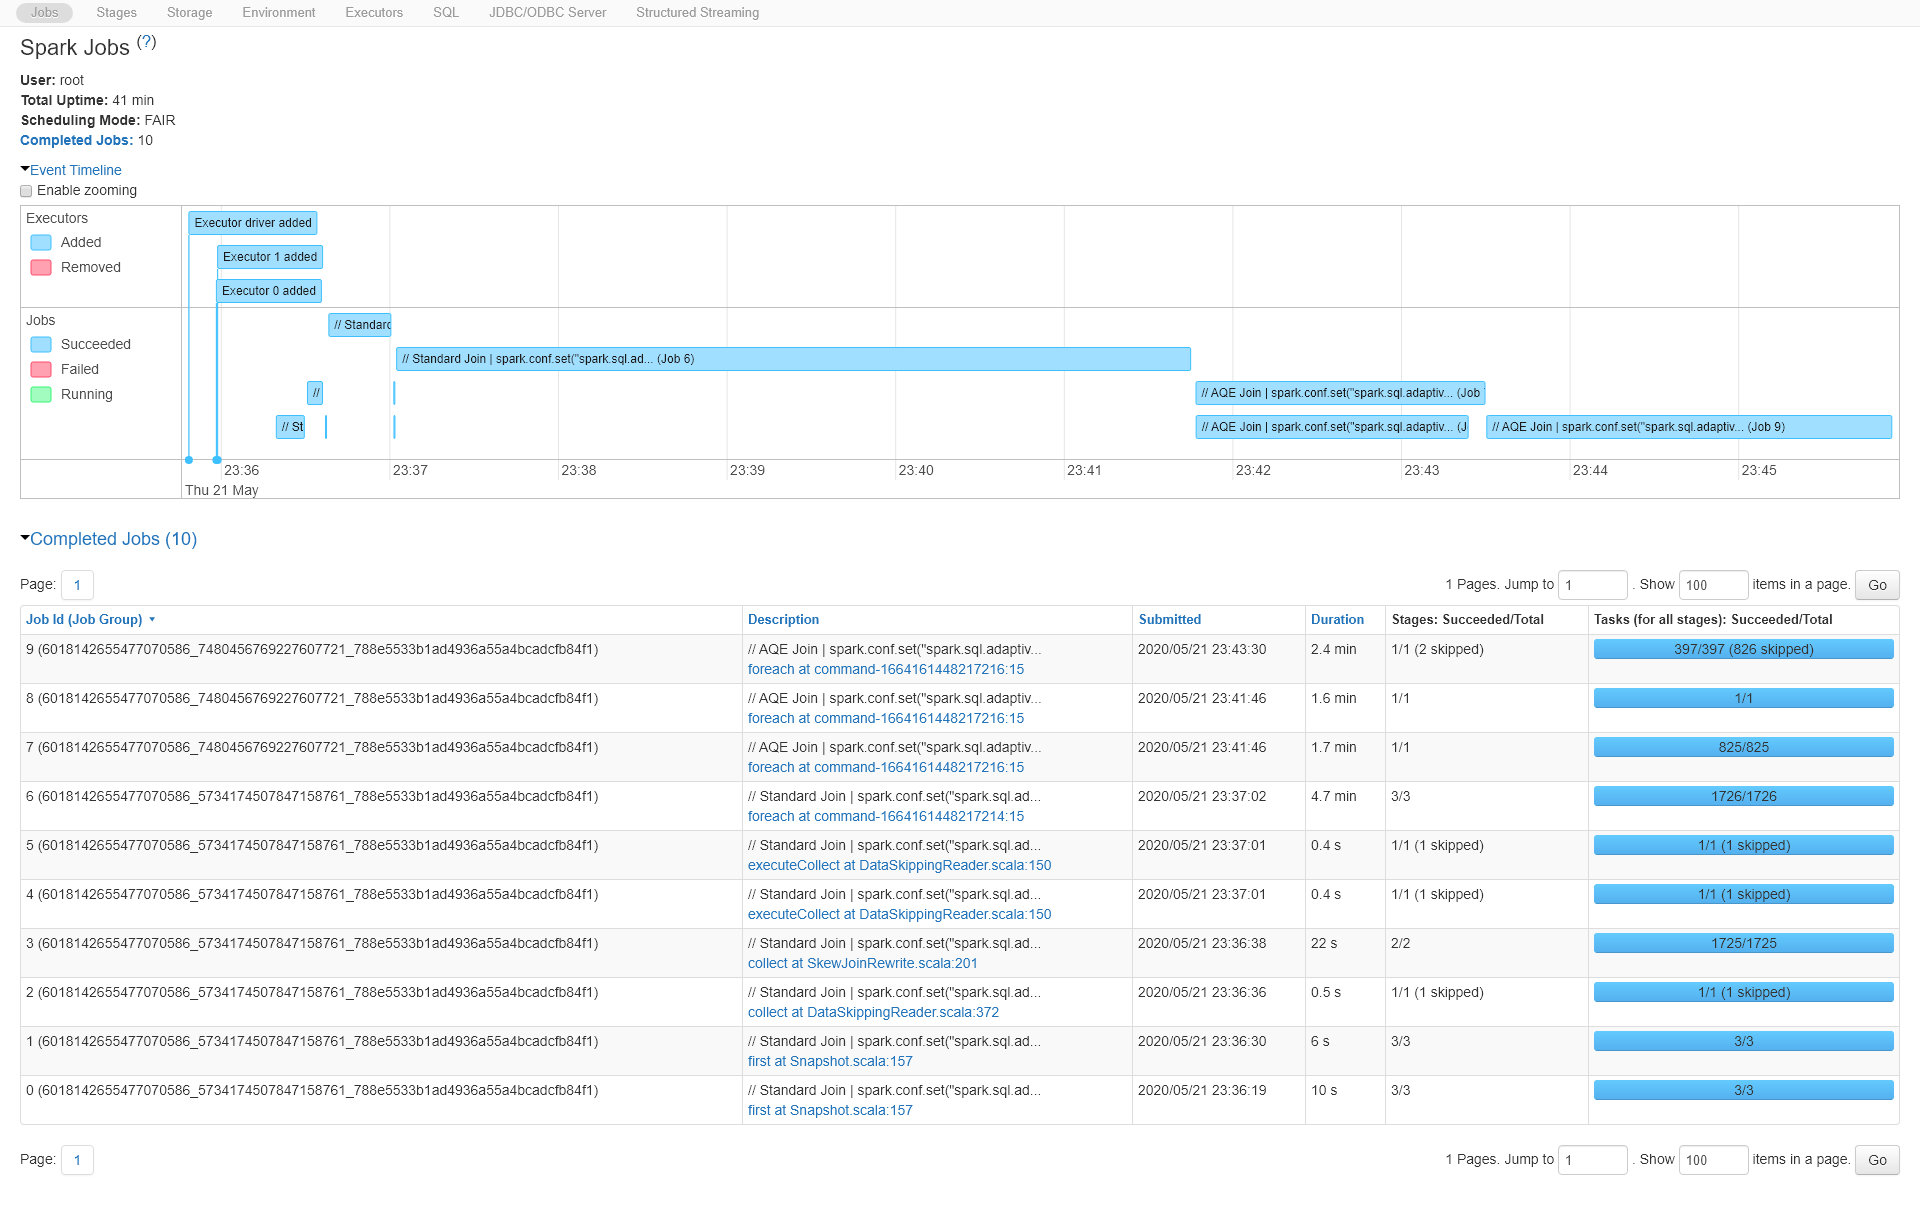 Jobs Stages Storage Environment Executors SQL JDBC/ODBC Server Structured Streaming
Spark Jobs (?)
User: root
Total Uptime: 41 min
Scheduling Mode: FAIR
Completed Jobs: 10
Event Timeline
Enable zooming
Executors
Added
Removed
Executor driver added
Executor 1 added
Executor 0 added
Jobs
Succeeded
Failed
Running
// Standard
// Standard Join | spark.conf.set("spark.sql.ad... (Job 6)
//
// AQE Join | spark.conf.set("spark.sql.adaptiv... (Job
// St
// AQE Join | spark.conf.set("spark.sql.adaptiv... (J
// AQE Join | spark.conf.set("spark.sql.adaptiv... (Job 9)
23:36 23:37 23:38 23:39 23:40 23:41 23:42 23:43 23:44 23:45
Thu 21 May
Completed Jobs (10)
Page: 1 1 Pages. Jump to 1 . Show 100 items in a page. Go
Job Id (Job Group) Description Submitted Duration Stages: Succeeded/Total Tasks (for all stages): Succeeded/Total
9 (6018142655477070586_7480456769227607721_788e5533b1ad4936a55a4bcadcfb84f1) // AQE Join | spark.conf.set("spark.sql.adaptiv... 2020/05/21 23:43:30 2.4 min 1/1 (2 skipped) 397/397 (826 skipped)
foreach at command-1664161448217216:15
8 (6018142655477070586_7480456769227607721_788e5533b1ad4936a55a4bcadcfb84f1) // AQE Join | spark.conf.set("spark.sql.adaptiv... 2020/05/21 23:41:46 1.6 min 1/1 1/1
foreach at command-1664161448217216:15
7 (6018142655477070586_7480456769227607721_788e5533b1ad4936a55a4bcadcfb84f1) // AQE Join | spark.conf.set("spark.sql.adaptiv... 2020/05/21 23:41:46 1.7 min 1/1 825/825
foreach at command-1664161448217216:15
6 (6018142655477070586_5734174507847158761_788e5533b1ad4936a55a4bcadcfb84f1) // Standard Join | spark.conf.set("spark.sql.ad... 2020/05/21 23:37:02 4.7 min 3/3 1726/1726
foreach at command-1664161448217214:15
5 (6018142655477070586_5734174507847158761_788e5533b1ad4936a55a4bcadcfb84f1) // Standard Join | spark.conf.set("spark.sql.ad... 2020/05/21 23:37:01 0.4 s 1/1 (1 skipped) 1/1 (1 skipped)
executeCollect at DataSkippingReader.scala:150
4 (6018142655477070586_5734174507847158761_788e5533b1ad4936a55a4bcadcfb84f1) // Standard Join | spark.conf.set("spark.sql.ad... 2020/05/21 23:37:01 0.4 s 1/1 (1 skipped) 1/1 (1 skipped)
executeCollect at DataSkippingReader.scala:150
3 (6018142655477070586_5734174507847158761_788e5533b1ad4936a55a4bcadcfb84f1) // Standard Join | spark.conf.set("spark.sql.ad... 2020/05/21 23:36:38 22 s 2/2 1725/1725
collect at SkewJoinRewrite.scala:201
2 (6018142655477070586_5734174507847158761_788e5533b1ad4936a55a4bcadcfb84f1) // Standard Join | spark.conf.set("spark.sql.ad... 2020/05/21 23:36:36 0.5 s 1/1 (1 skipped) 1/1 (1 skipped)
collect at DataSkippingReader.scala:372
1 (6018142655477070586_5734174507847158761_788e5533b1ad4936a55a4bcadcfb84f1) // Standard Join | spark.conf.set("spark.sql.ad... 2020/05/21 23:36:30 6 s 3/3 3/3
first at Snapshot.scala:157
0 (6018142655477070586_5734174507847158761_788e5533b1ad4936a55a4bcadcfb84f1) // Standard Join | spark.conf.set("spark.sql.ad... 2020/05/21 23:36:19 10 s 3/3 3/3
first at Snapshot.scala:157
Page: 1 1 Pages. Jump to 1 . Show 100 items in a page. Go